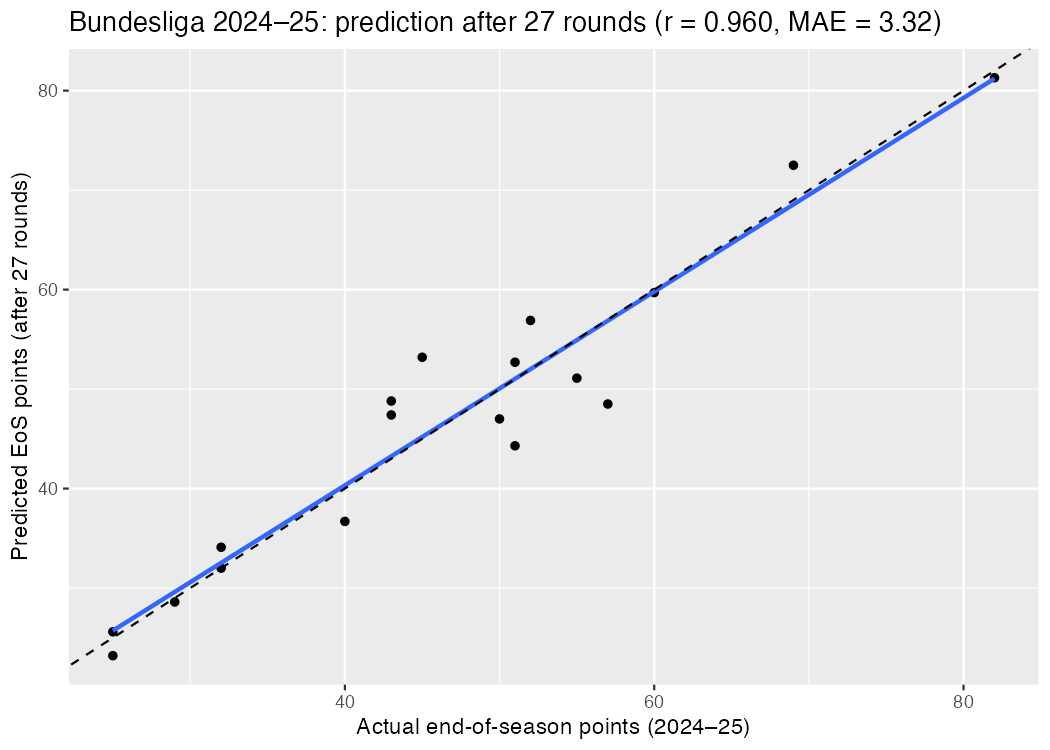 Bundesliga 2024–25: prediction after 27 rounds (r = 0.960, MAE = 3.32)
Predicted EoS points (after 27 rounds)
80
60
40
40 60 80
Actual end-of-season points (2024–25)